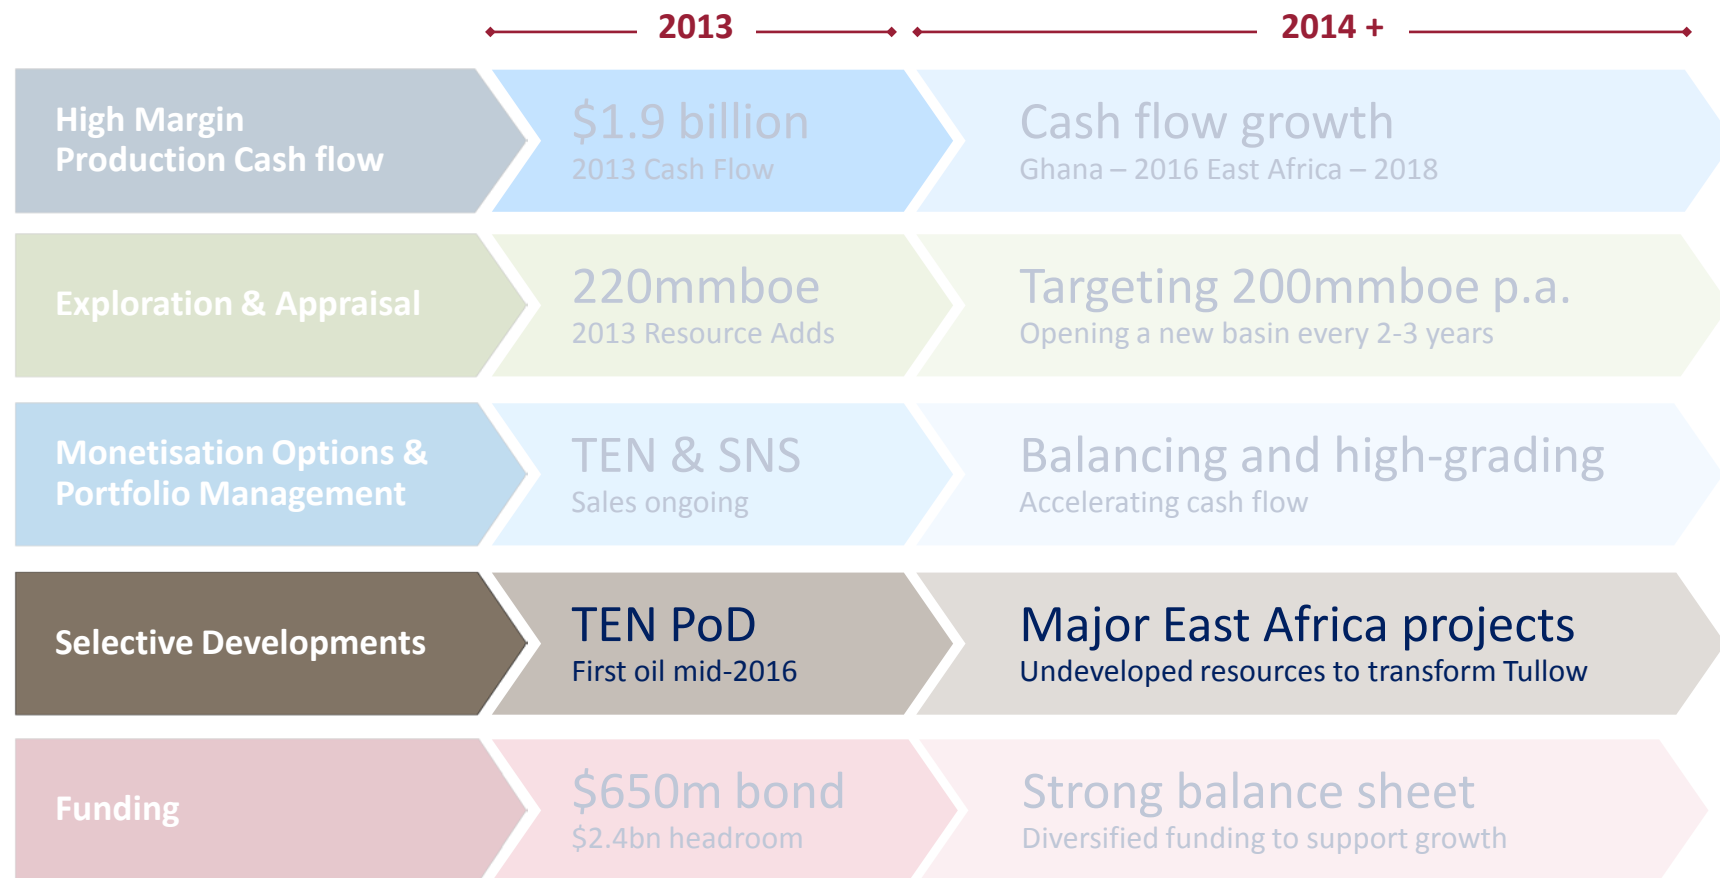 2013
2014 +
High Margin
Production Cash flow
$1.9 billion
2013 Cash Flow
Cash flow growth
Ghana – 2016 East Africa – 2018
Exploration & Appraisal
220mmboe
2013 Resource Adds
Targeting 200mmboe p.a.
Opening a new basin every 2-3 years
Monetisation Options &
Portfolio Management
TEN & SNS
Sales ongoing
Balancing and high-grading
Accelerating cash flow
Selective Developments
TEN PoD
First oil mid-2016
Major East Africa projects
Undeveloped resources to transform Tullow
Funding
$650m bond
$2.4bn headroom
Strong balance sheet
Diversified funding to support growth